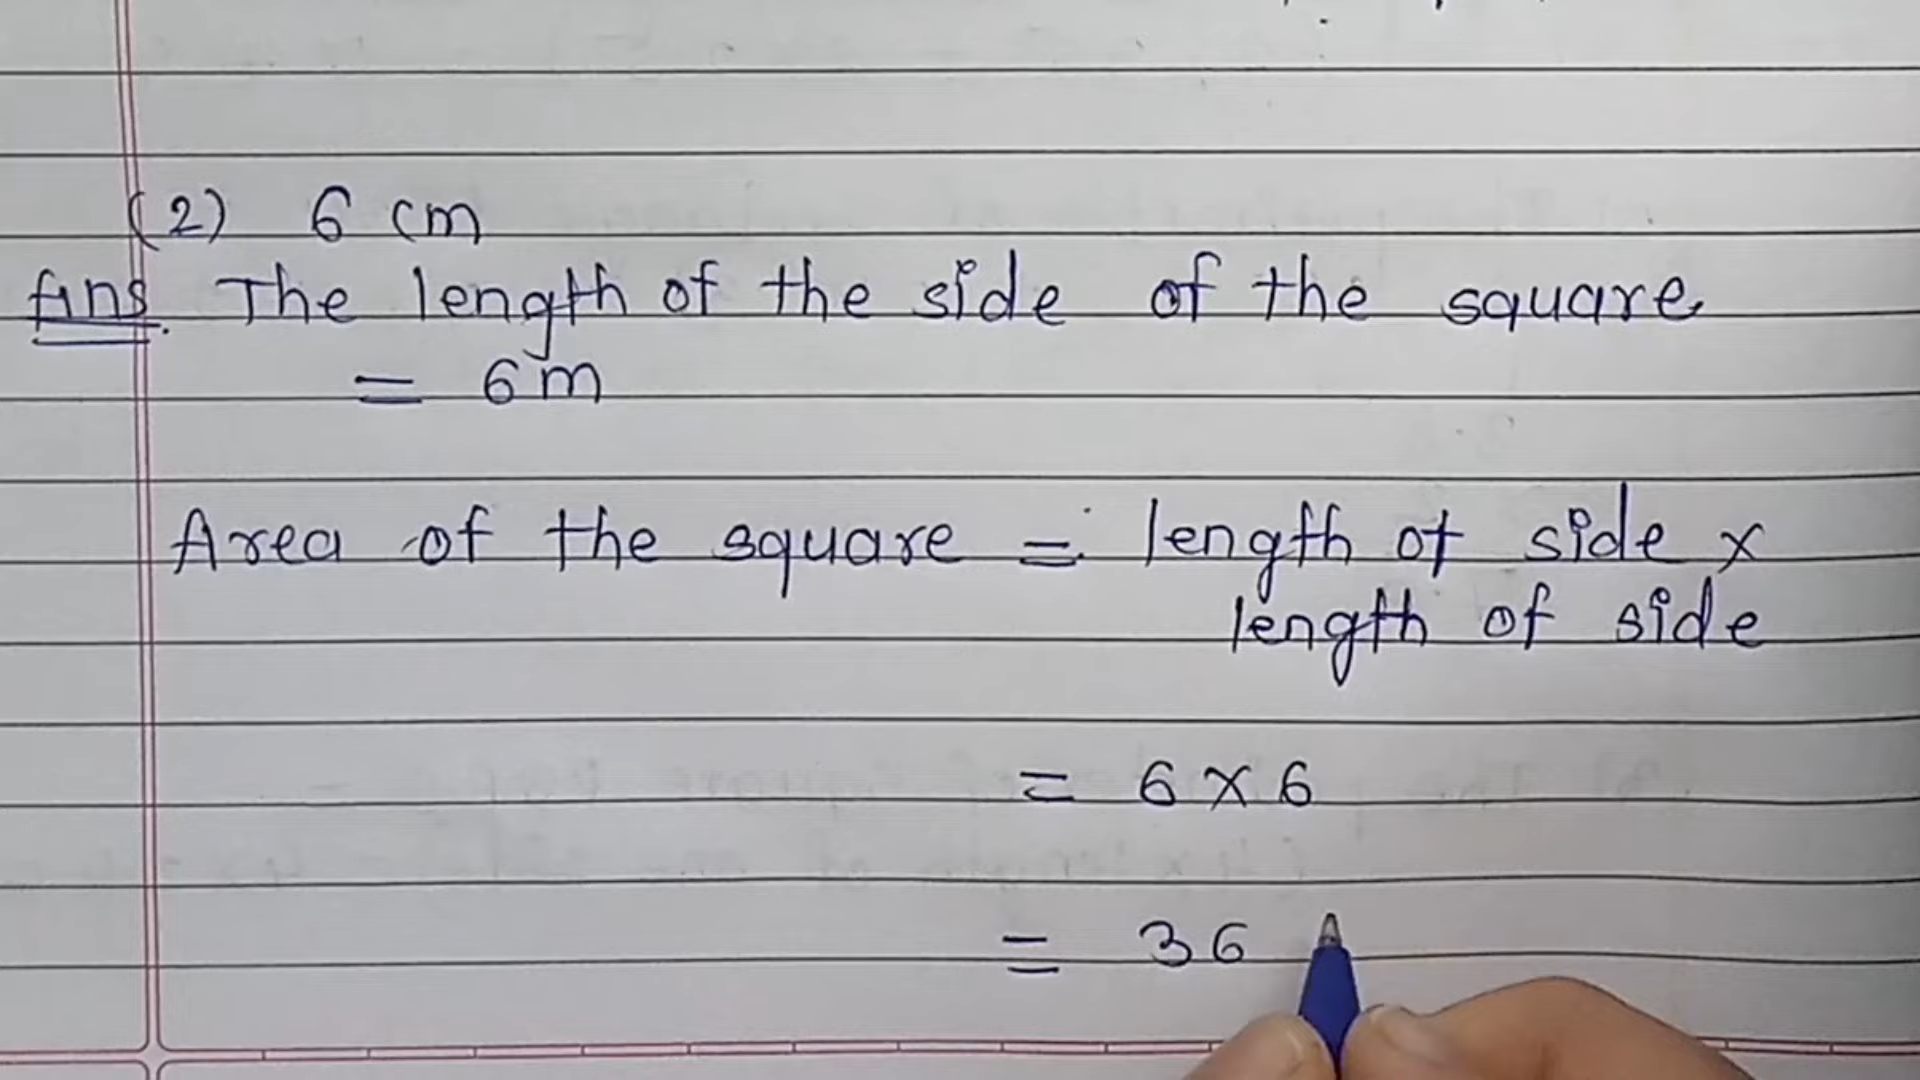 (2) 6 cm
Ans. The length of the side of the square
= 6 m
Area of the square = length of side ×
length of side
= 6 × 6
= 36